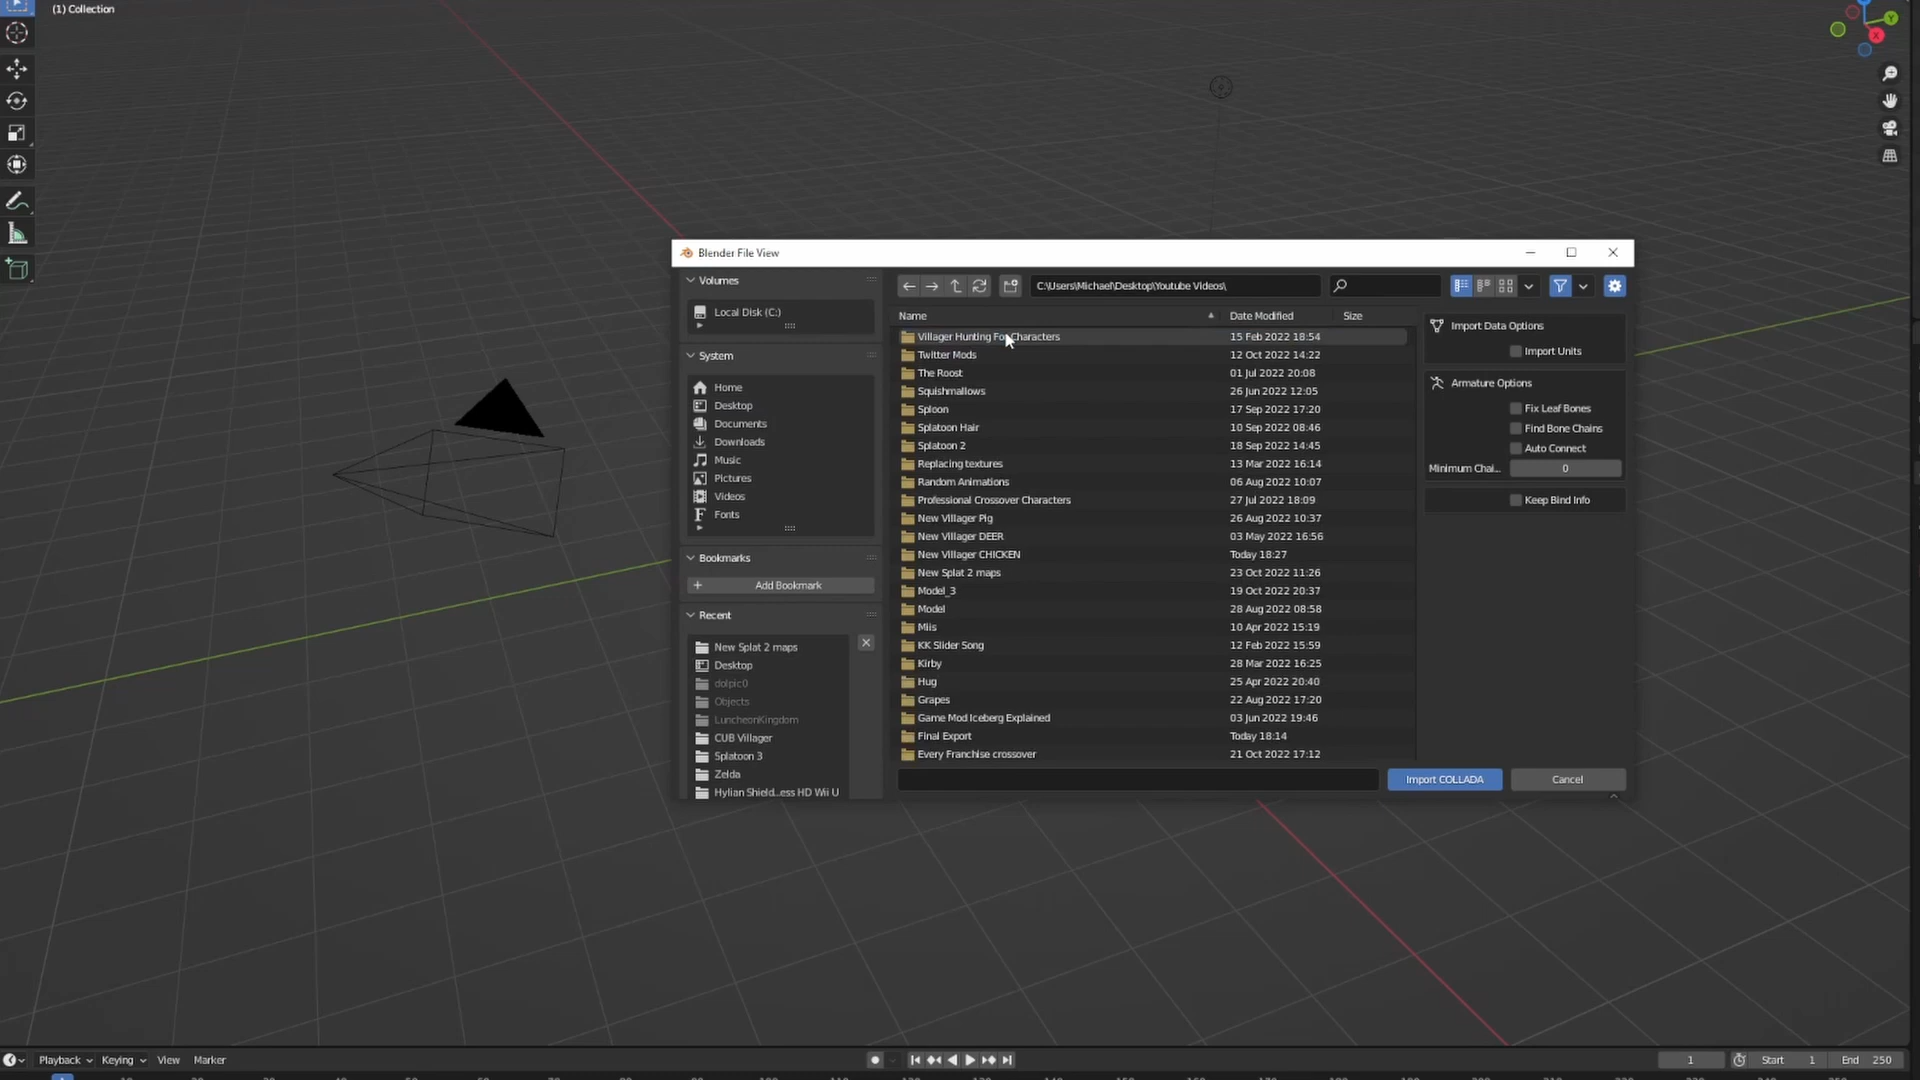 (1) Collection
Y
X
Blender File View
Volumes
Local Disk (C:)
System
Home
Desktop
Documents
Downloads
Music
Pictures
Videos
Fonts
Bookmarks
Add Bookmark
Recent
New Splat 2 maps
Desktop
dolpic0
Objects
LuncheonKingdom
CUB Villager
Splatoon 3
Zelda
Hylian Shield...ess HD Wii U
C:\Users\Michael\Desktop\Youtube Videos\
Name Date Modified Size
Villager Hunting For Characters 15 Feb 2022 18:54
Twitter Mods 12 Oct 2022 14:22
The Roost 01 Jul 2022 20:08
Squishmallows 26 Jun 2022 12:05
Sploon 17 Sep 2022 17:20
Splatoon Hair 10 Sep 2022 08:46
Splatoon 2 18 Sep 2022 14:45
Replacing textures 13 Mar 2022 16:14
Random Animations 06 Aug 2022 10:07
Professional Crossover Characters 27 Jul 2022 18:09
New Villager Pig 26 Aug 2022 10:37
New Villager DEER 03 May 2022 16:56
New Villager CHICKEN Today 18:27
New Splat 2 maps 23 Oct 2022 11:26
Model_3 19 Oct 2022 20:37
Model 28 Aug 2022 08:58
Miis 10 Apr 2022 15:19
KK Slider Song 12 Feb 2022 15:59
Kirby 28 Mar 2022 16:25
Hug 25 Apr 2022 20:40
Grapes 22 Aug 2022 17:20
Game Mod Iceberg Explained 03 Jun 2022 19:46
Final Export Today 18:14
Every Franchise crossover 21 Oct 2022 17:12
Import Data Options
Import Units
Armature Options
Fix Leaf Bones
Find Bone Chains
Auto Connect
Minimum Chai... 0
Keep Bind Info
Import COLLADA Cancel
Playback Keying View Marker 1 Start 1 End 250